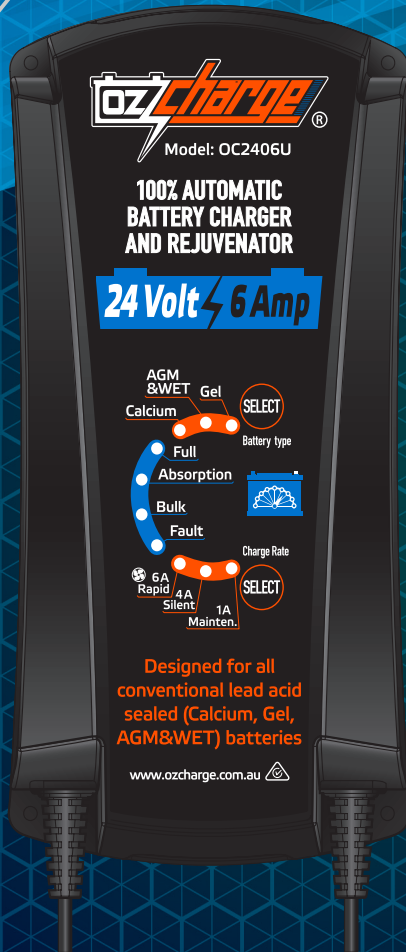 OZ charge ®
Model: OC2406U
100% AUTOMATIC
BATTERY CHARGER
AND REJUVENATOR
24 Volt 6 Amp
AGM
&WET
Gel
Calcium
SELECT
Battery type
Full
Absorption
Bulk
Fault
Charge Rate
6A
Rapid
4A
Silent
1A
Mainten.
SELECT
Designed for all
conventional lead acid
sealed (Calcium, Gel,
AGM&WET) batteries
www.ozcharge.com.au